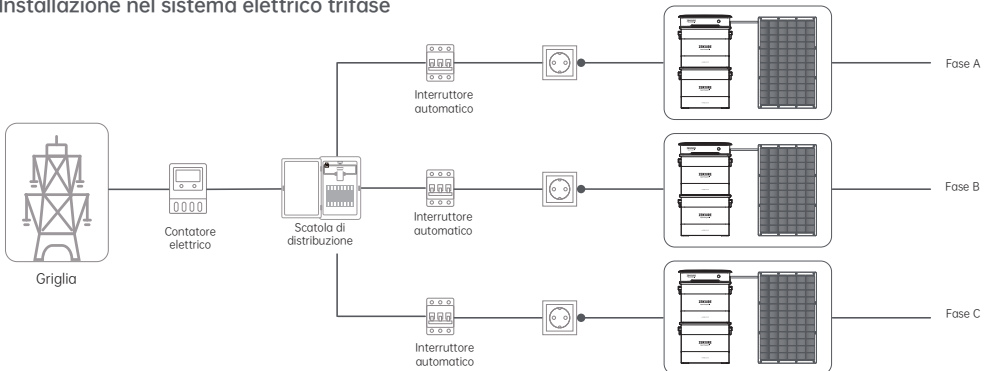 Installazione nel sistema elettrico trifase
Interruttore
automatico
Fase A
Contatore
elettrico
Scatola di
distribuzione
Interruttore
automatico
Fase B
Griglia
Interruttore
automatico
Fase C